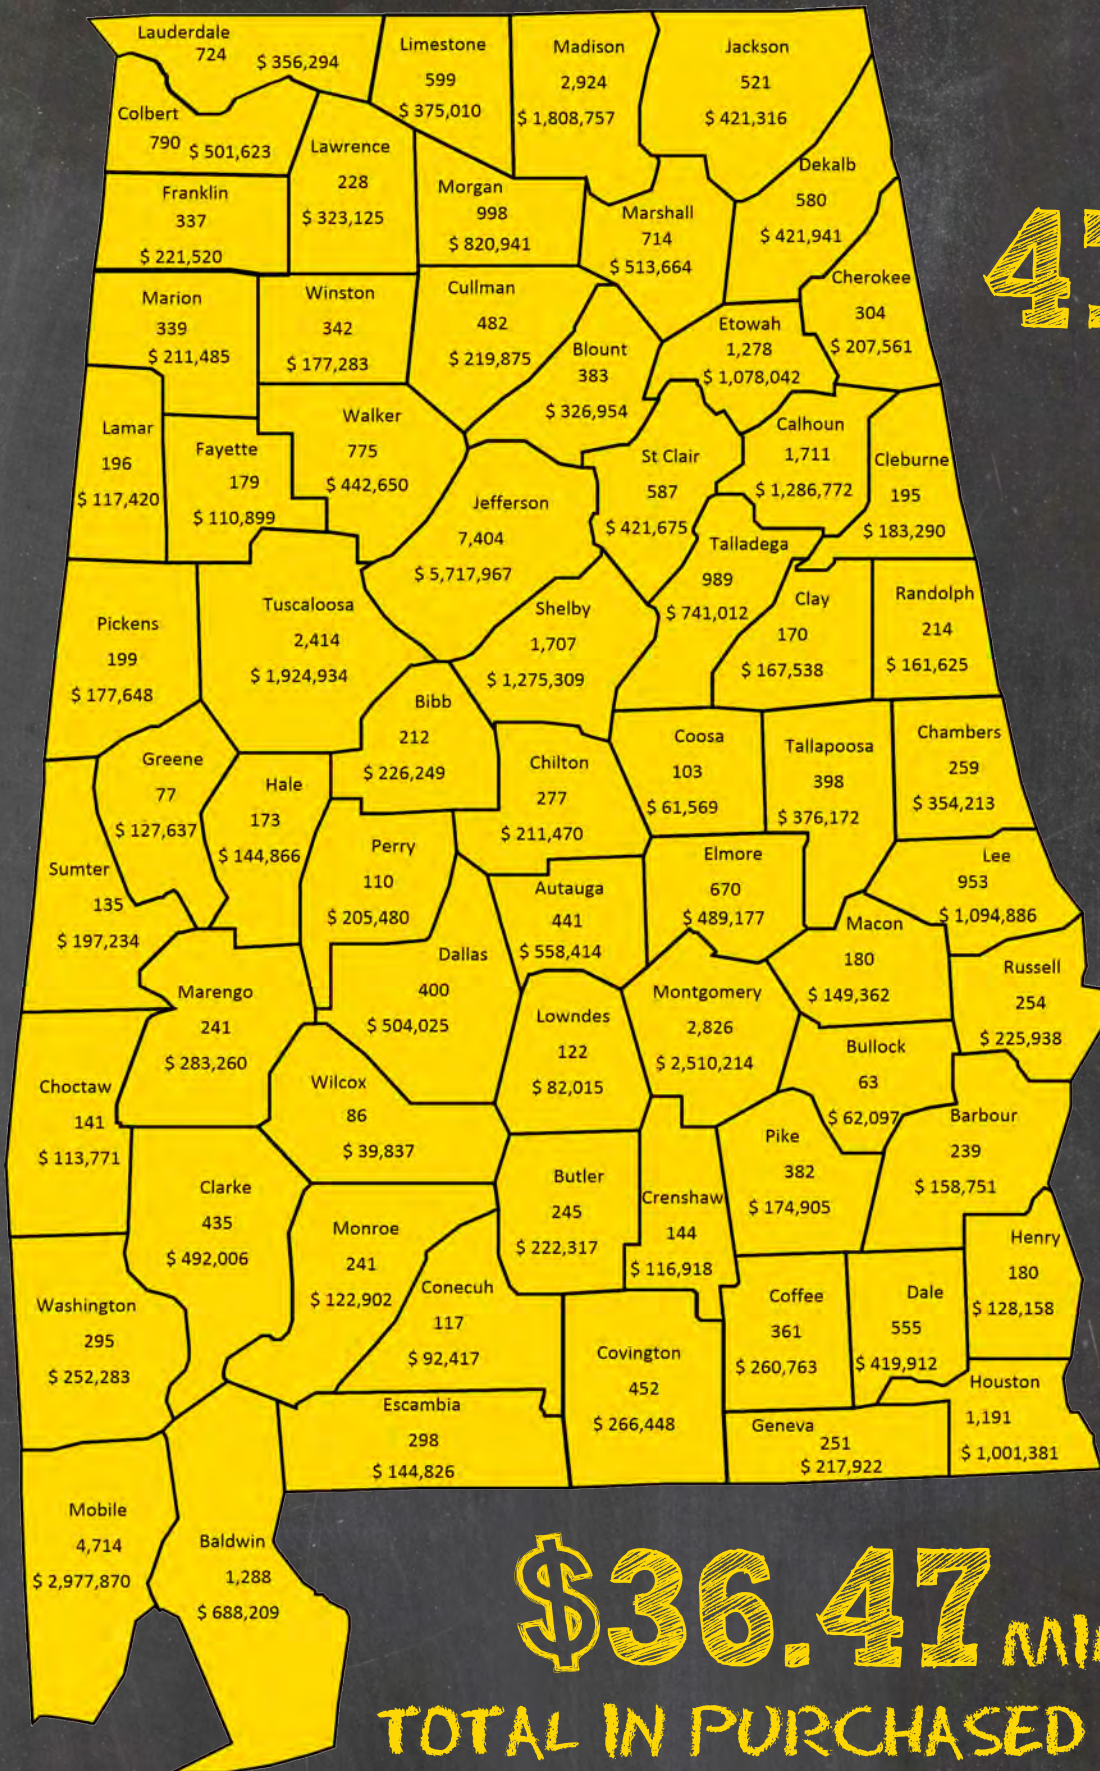 Lauderdale
724
$ 356,294
Limestone
599
$ 375,010
Madison
2,924
$ 1,808,757
Jackson
521
$ 421,316
Colbert
790 $ 501,623
Lawrence
228
$ 323,125
Dekalb
580
$ 421,941
Franklin
337
$ 221,520
Morgan
998
$ 820,941
Marshall
714
$ 513,664
Cherokee
304
$ 207,561
Marion
339
$ 211,485
Winston
342
$ 177,283
Cullman
482
$ 219,875
Blount
383
$ 326,954
Etowah
1,278
$ 1,078,042
Lamar
196
$ 117,420
Fayette
179
$ 110,899
Walker
775
$ 442,650
Jefferson
7,404
$ 5,717,967
St Clair
587
$ 421,675
Calhoun
1,711
$ 1,286,772
Cleburne
195
$ 183,290
Talladega
989
$ 741,012
Pickens
199
$ 177,648
Tuscaloosa
2,414
$ 1,924,934
Shelby
1,707
$ 1,275,309
Clay
170
$ 167,538
Randolph
214
$ 161,625
Bibb
212
$ 226,249
Greene
77
$ 127,637
Hale
173
$ 144,866
Chilton
277
$ 211,470
Coosa
103
$ 61,569
Tallapoosa
398
$ 376,172
Chambers
259
$ 354,213
Sumter
135
$ 197,234
Perry
110
$ 205,480
Autauga
441
$ 558,414
Elmore
670
$ 489,177
Lee
953
$ 1,094,886
Macon
180
$ 149,362
Dallas
400
$ 504,025
Marengo
241
$ 283,260
Lowndes
122
$ 82,015
Montgomery
2,826
$ 2,510,214
Russell
254
$ 225,938
Bullock
63
$ 62,097
Choctaw
141
$ 113,771
Wilcox
86
$ 39,837
Barbour
239
$ 158,751
Pike
382
$ 174,905
Clarke
435
$ 492,006
Butler
245
$ 222,317
Crenshaw
144
$ 116,918
Monroe
241
$ 122,902
Conecuh
117
$ 92,417
Henry
180
$ 128,158
Washington
295
$ 252,283
Coffee
361
$ 260,763
Dale
555
$ 419,912
Covington
452
$ 266,448
Houston
1,191
$ 1,001,381
Escambia
298
$ 144,826
Geneva
251
$ 217,922
Mobile
4,714
$ 2,977,870
Baldwin
1,288
$ 688,209
$36.47
TOTAL IN PURCHASED